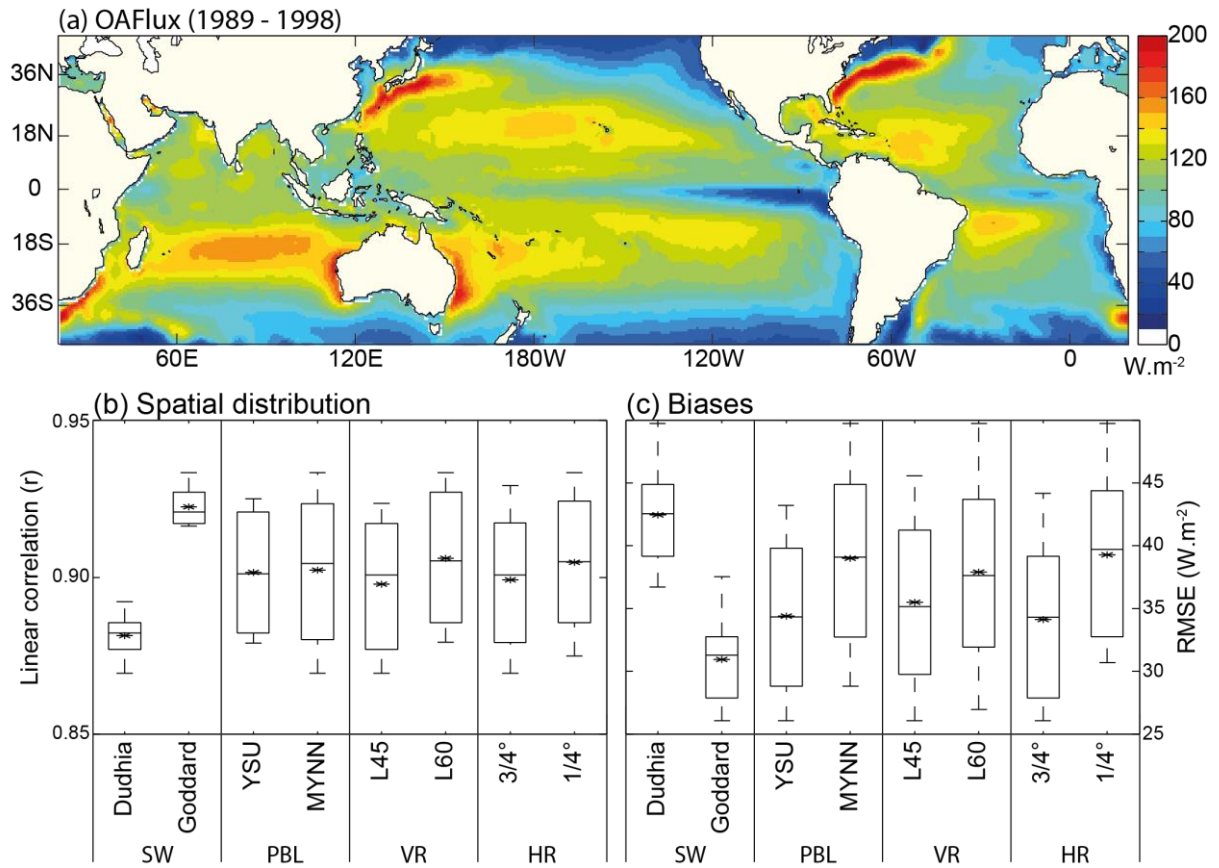 (a) OAFlux (1989 - 1998)
200
36N
160
18N
120
0
80
18S
40
36S
0
60E 120E 180W 120W 60W 0
W.m-2
(b) Spatial distribution
(c) Biases
0.95
0.90
0.85
Linear correlation (r)
45
40
35
30
25
RMSE (W.m-2)
Dudhia Goddard YSU MYNN L45 L60 3/4° 1/4°
SW PBL VR HR
Dudhia Goddard YSU MYNN L45 L60 3/4° 1/4°
SW PBL VR HR